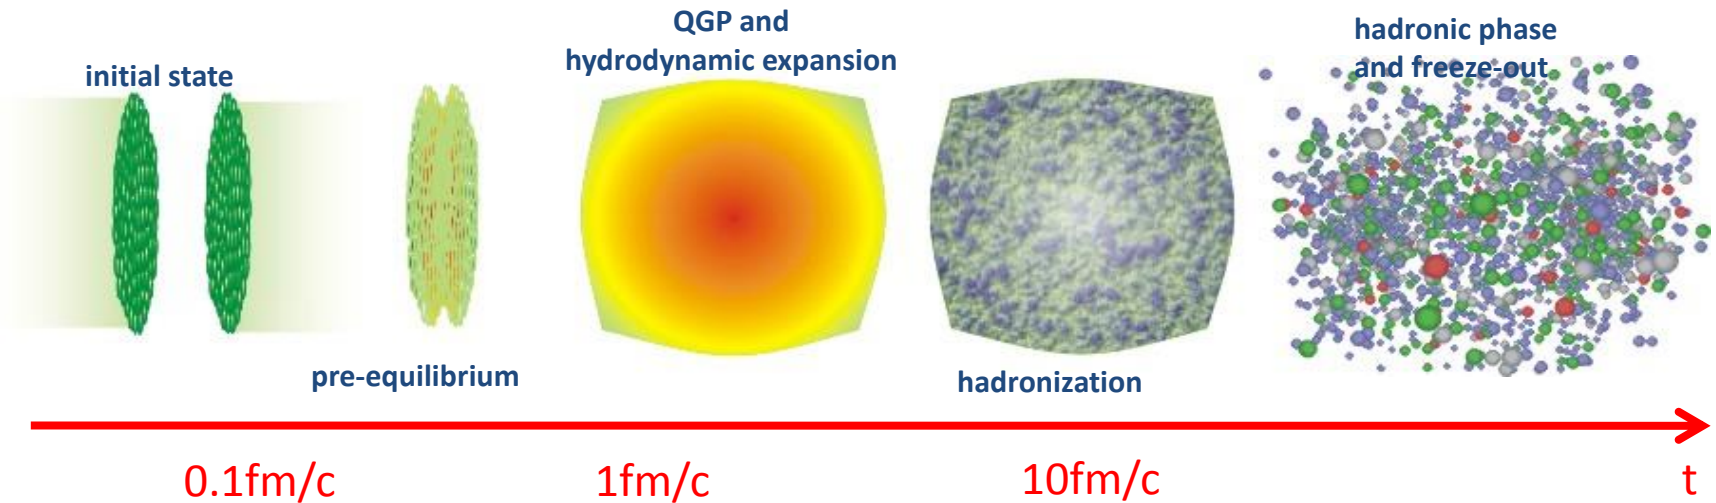 initial state
pre-equilibrium
QGP and
hydrodynamic expansion
hadronization
hadronic phase
and freeze-out
0.1fm/c
1fm/c
10fm/c
t